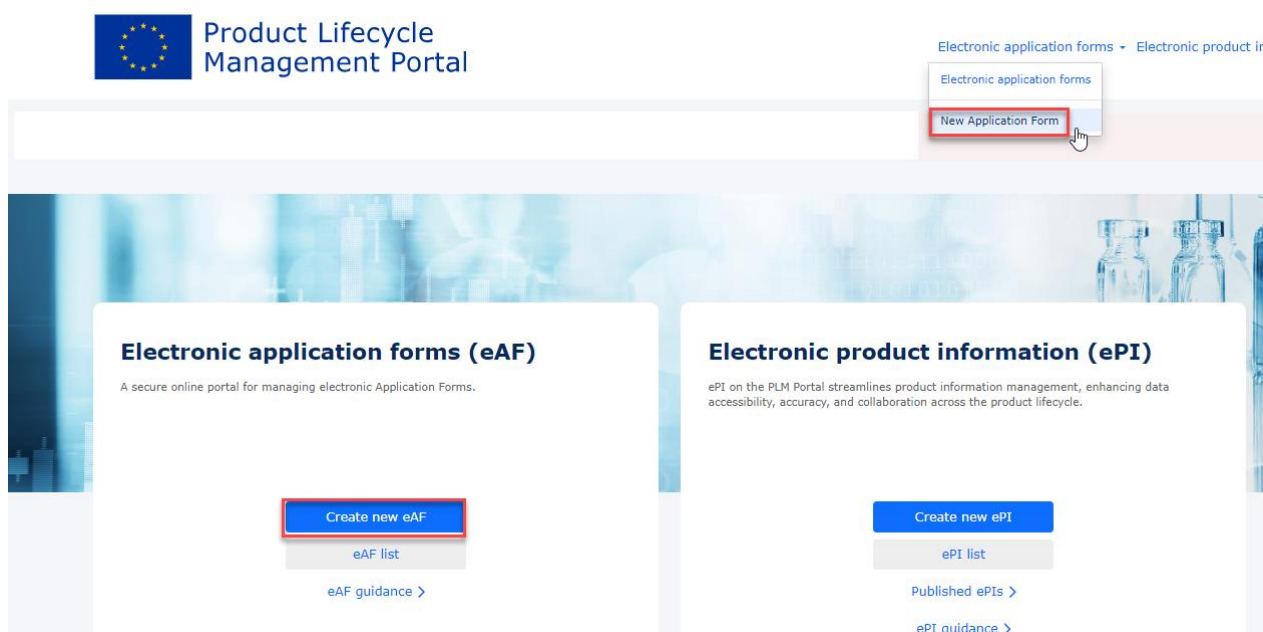 Product Lifecycle
Management Portal
Electronic application forms
Electronic product
Electronic application forms
New Application Form
Electronic application forms (eAF)
A secure online portal for managing electronic Application Forms.
Create new eAF
eAF list
eAF guidance >
Electronic product information (ePI)
ePI on the PLM Portal streamlines product information management, enhancing data
accessibility, accuracy, and collaboration across the product lifecycle.
Create new ePI
ePI list
Published ePIs >
ePI guidance >